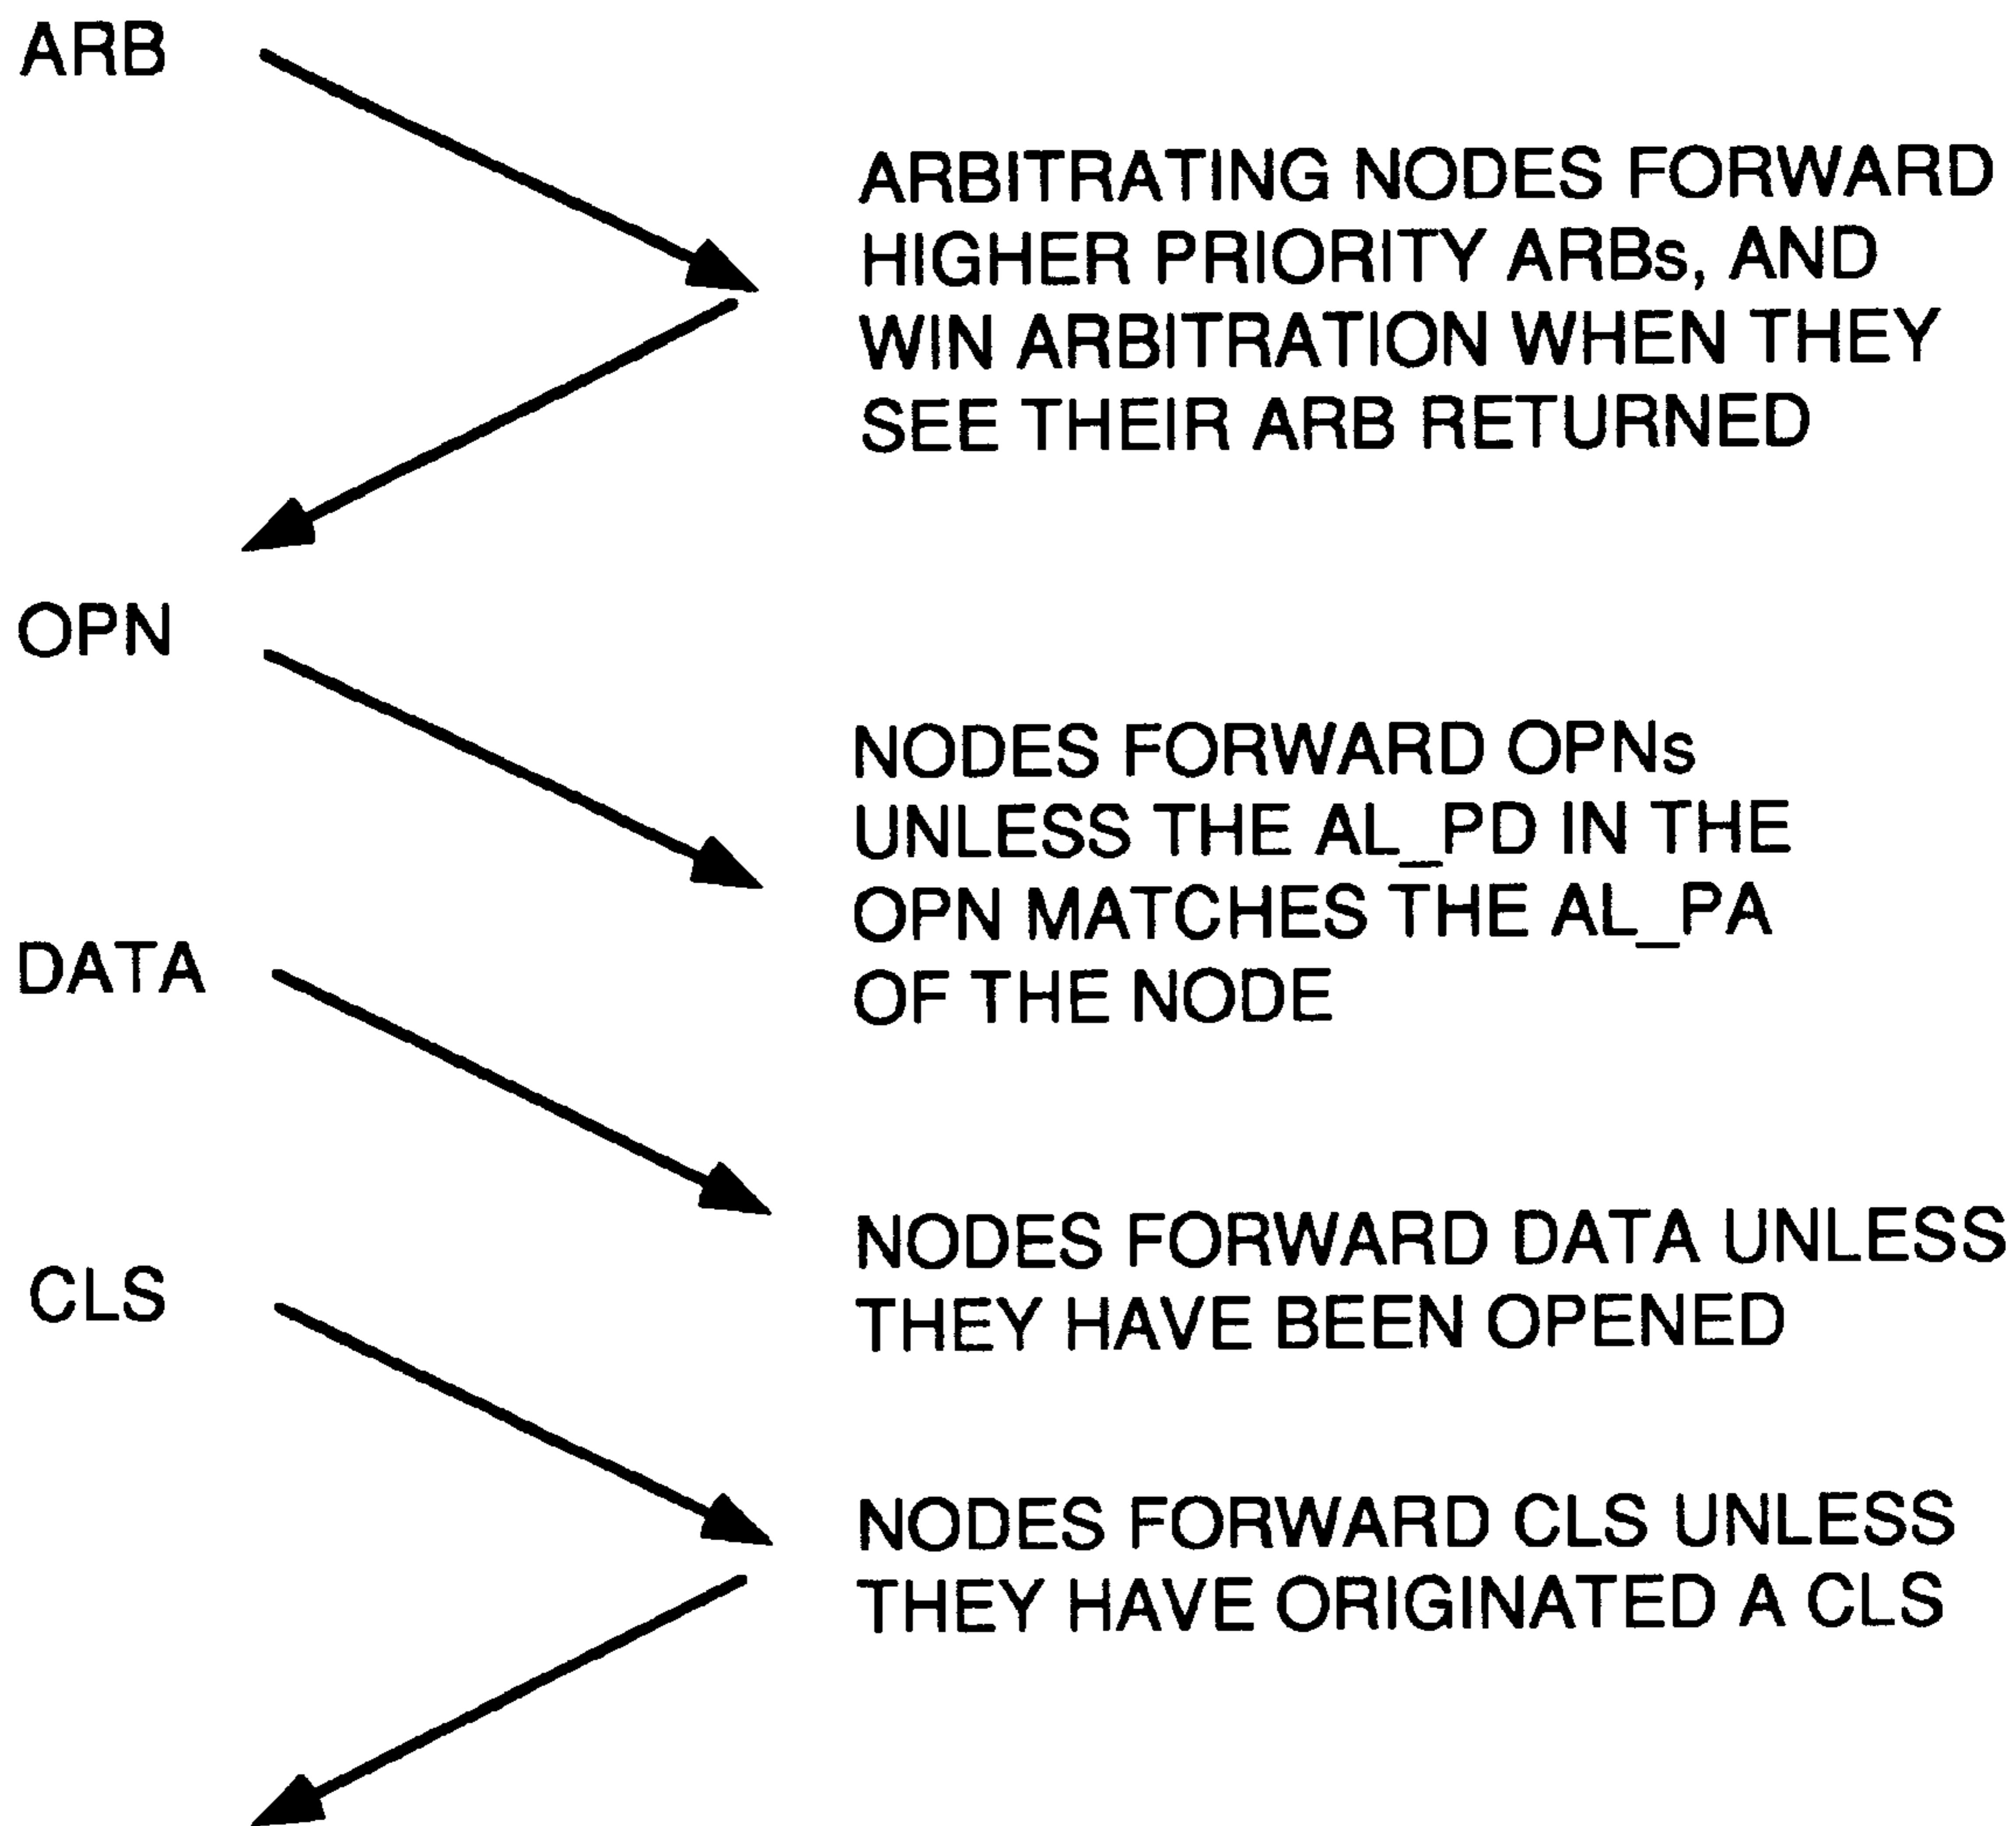 ARB
ARBITRATING NODES FORWARD
HIGHER PRIORITY ARBs, AND
WIN ARBITRATION WHEN THEY
SEE THEIR ARB RETURNED
OPN
NODES FORWARD OPNs
UNLESS THE AL_PD IN THE
OPN MATCHES THE AL_PA
OF THE NODE
DATA
NODES FORWARD DATA UNLESS
THEY HAVE BEEN OPENED
CLS
NODES FORWARD CLS UNLESS
THEY HAVE ORIGINATED A CLS